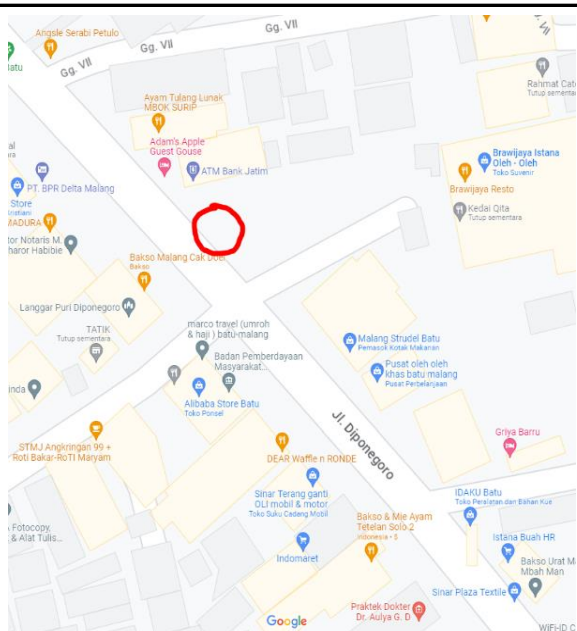 Angsle Serabi Petulo
Gg. VII
Gg. VII
VII
Batu
Ayam Tulang Lunak
MBOK SURIP
Rahmat Cate
Tutup sementara
Adam's Apple
Guest Gouse
ATM Bank Jatim
Brawijaya Istana
Oleh - Oleh
Toko Suvenir
PT. BPR Delta Malang
Store
Brawijaya Resto
MADURA
Kedai Qita
Tutup sementara
tor Notaris M.
haror Habibie
Bakso Malang Cak Doel
Bakso
Langgar Puri Diponegoro
marco travel (umroh
& haji ) batu-malang
TATIK
Tutup sementara
Badan Pemberdayaan
Masyarakat...
Malang Strudel Batu
Pemasok Kotak Makanan
Pusat oleh oleh
khas batu malang
Pusat Perbelanjaan
inda
Alibaba Store Batu
Toko Ponsel
Jl. Diponegoro
Griya Barru
STMJ Angkringan 99 +
Roti Bakar-RoTI Maryam
DEAR Waffle n RONDE
Sinar Terang ganti
OLI mobil & motor
Toko Suku Cadang Mobil
IDAKU Batu
Toko Peralatan dan Bahan Kue
Fotocopy,
& Alat Tulis...
Bakso & Mie Ayam
Tetelan Solo 2
Indonesia - $
Istana Buah HR
Indomaret
Bakso Urat M
Mbah Man
Sinar Plaza Textile
Praktek Dokter
Dr. Aulya G. D
Google
WiFi-ID C